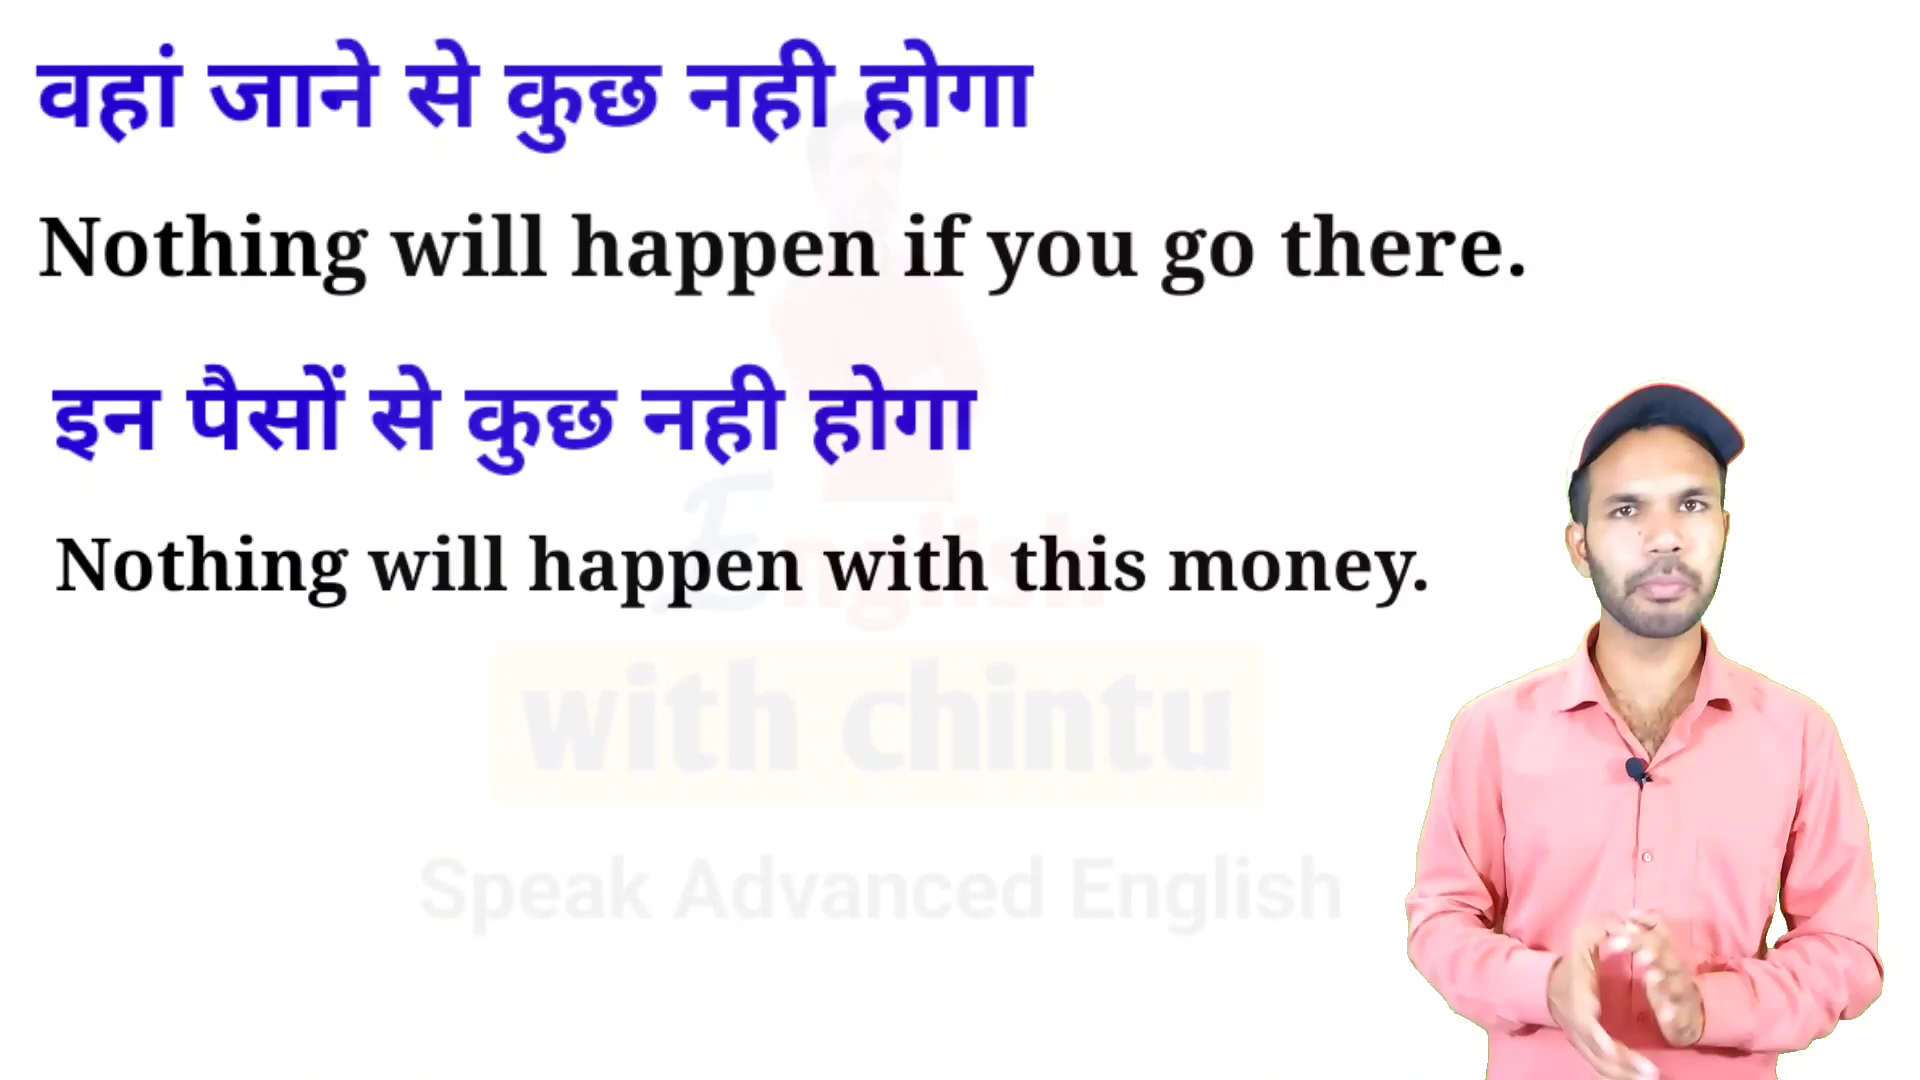 वहां जाने से कुछ नही होगा
Nothing will happen if you go there.
इन पैसों से कुछ नही होगा
Nothing will happen with this money.
English
with chintu
Speak Advanced English